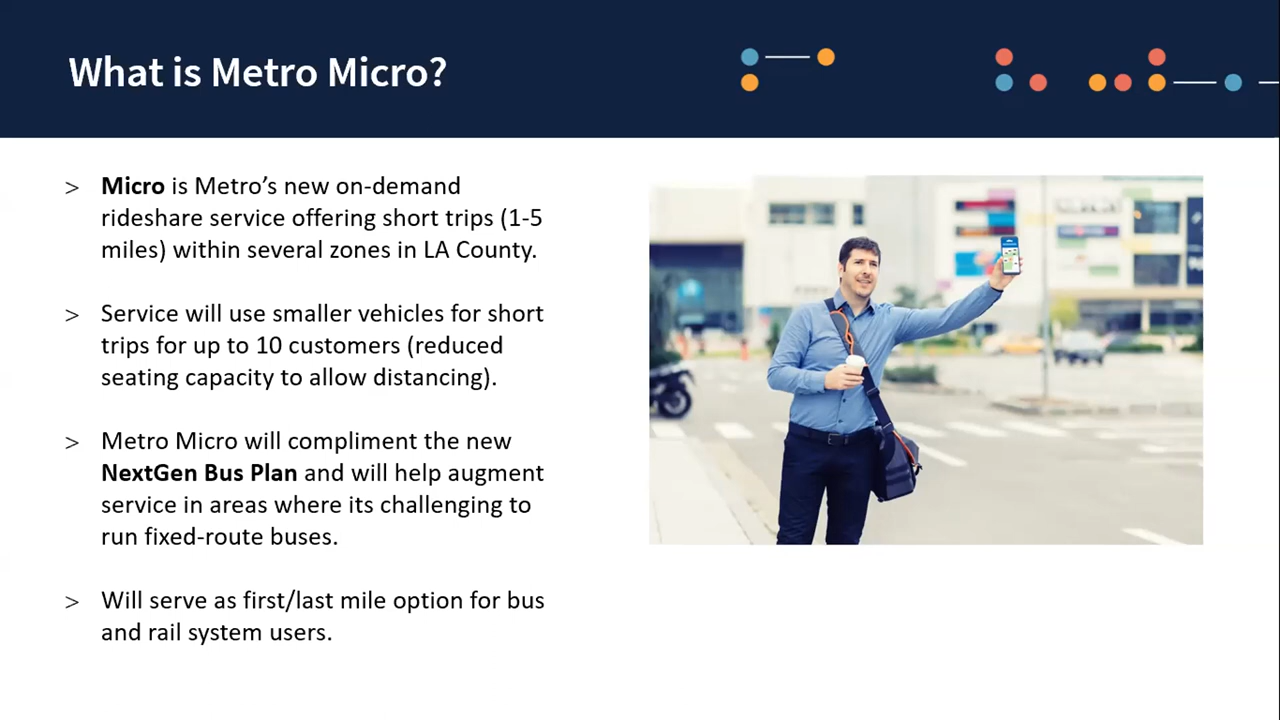 What is Metro Micro?
> Micro is Metro’s new on-demand
rideshare service offering short trips (1-5
miles) within several zones in LA County.
> Service will use smaller vehicles for short
trips for up to 10 customers (reduced
seating capacity to allow distancing).
> Metro Micro will compliment the new
NextGen Bus Plan and will help augment
service in areas where its challenging to
run fixed-route buses.
> Will serve as first/last mile option for bus
and rail system users.